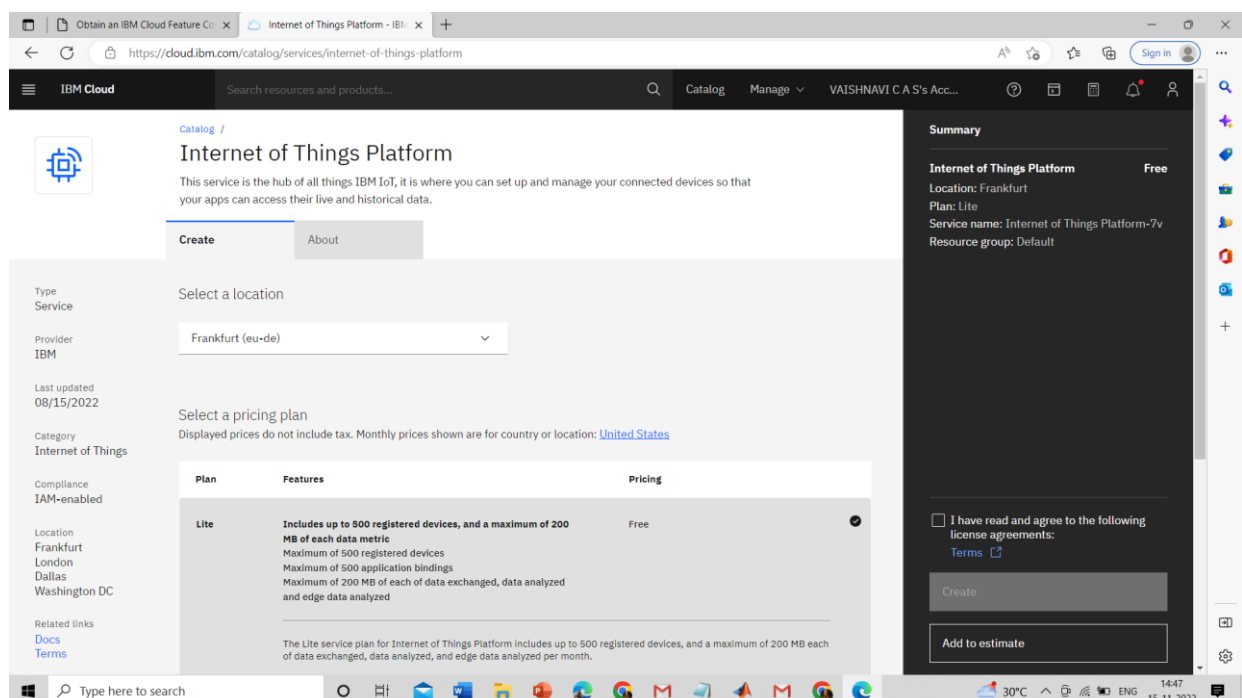 Obtain an IBM Cloud Feature Co
Internet of Things Platform - IBM
https://cloud.ibm.com/catalog/services/internet-of-things-platform
Sign in
IBM Cloud
Search resources and products...
Catalog
Manage
VAISHNAVI C A S's Acc...
Catalog /
Internet of Things Platform
This service is the hub of all things IBM IoT, it is where you can set up and manage your connected devices so that
your apps can access their live and historical data.
Create
About
Type
Service
Provider
IBM
Last updated
08/15/2022
Category
Internet of Things
Compliance
IAM-enabled
Location
Frankfurt
London
Dallas
Washington DC
Related links
Docs
Terms
Select a location
Frankfurt (eu-de)
Select a pricing plan
Displayed prices do not include tax. Monthly prices shown are for country or location: United States
Plan Features Pricing
Lite
Includes up to 500 registered devices, and a maximum of 200
MB of each data metric
Maximum of 500 registered devices
Maximum of 500 application bindings
Maximum of 200 MB of each of data exchanged, data analyzed
and edge data analyzed
Free
The Lite service plan for Internet of Things Platform includes up to 500 registered devices, and a maximum of 200 MB each
of data exchanged, data analyzed, and edge data analyzed per month.
Summary
Internet of Things Platform Free
Location: Frankfurt
Plan: Lite
Service name: Internet of Things Platform-7v
Resource group: Default
I have read and agree to the following
license agreements:
Terms
Create
Add to estimate
Type here to search
30°C
ENG
14:47
15-11-2022